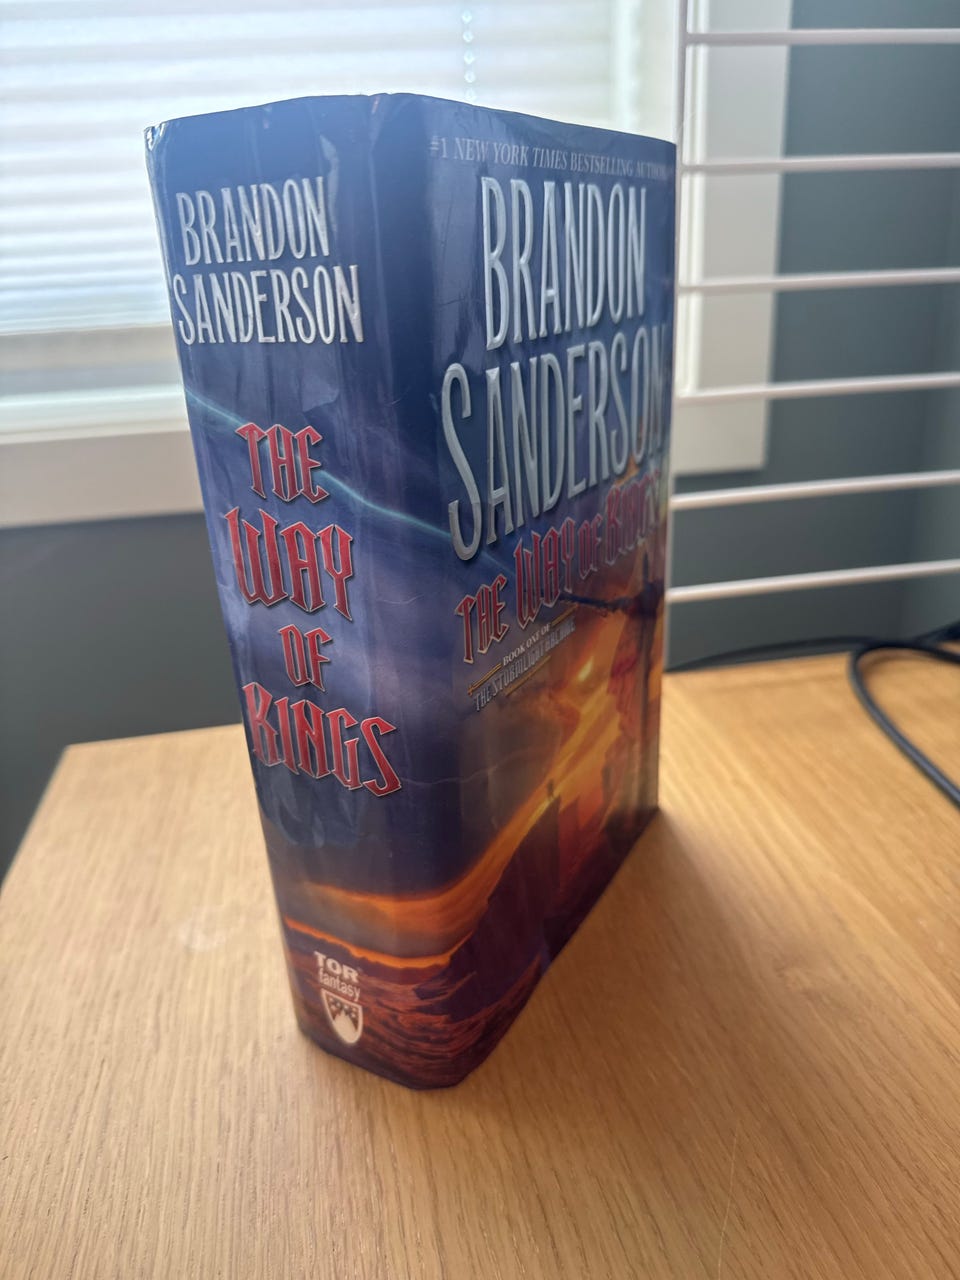 BRANDON
SANDERSON
THE
WAY
OF
KINGS
TOR
fantasy
#1 NEW YORK TIMES BESTSELLING AUTHOR
BRANDON
SANDERSON
THE WAY OF KINGS
BOOK ONE OF
THE STORMLIGHT ARCHIVE